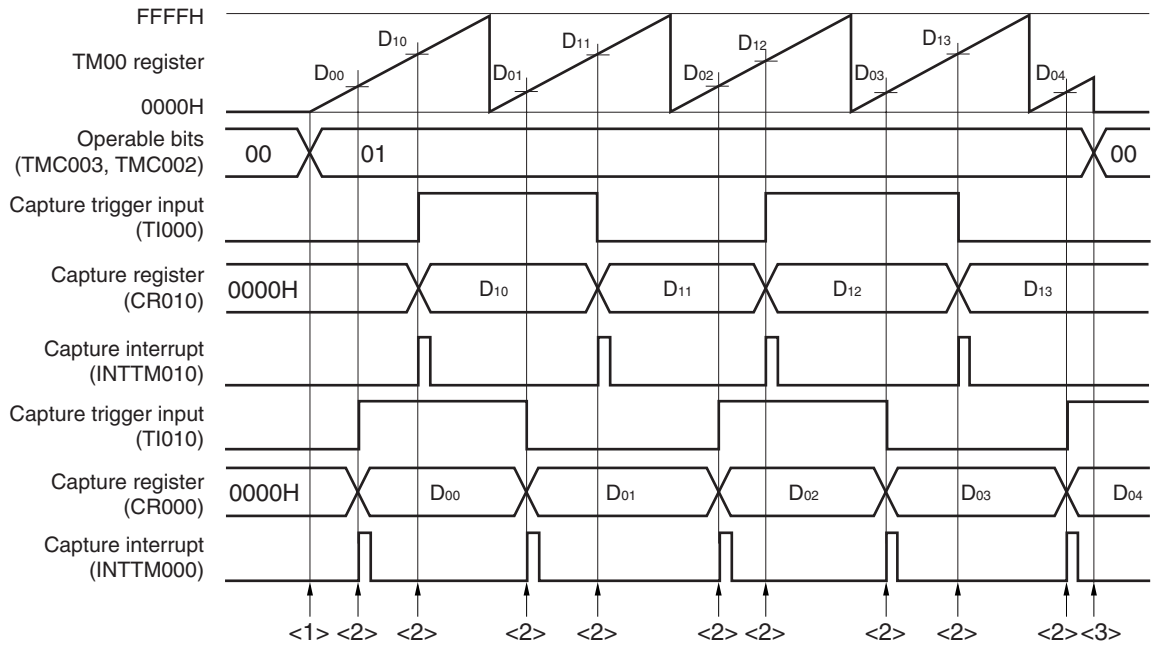 FFFFH
TM00 register
0000H
D10
D00
D11
D01
D12
D02
D13
D03
D04
Operable bits
(TMC003, TMC002)
00
01
00
Capture trigger input
(TI000)
Capture register
(CR010)
0000H
D10
D11
D12
D13
Capture interrupt
(INTTM010)
Capture trigger input
(TI010)
Capture register
(CR000)
0000H
D00
D01
D02
D03
D04
Capture interrupt
(INTTM000)
<1> <2> <2> <2> <2> <2> <2> <2> <2> <2> <3>